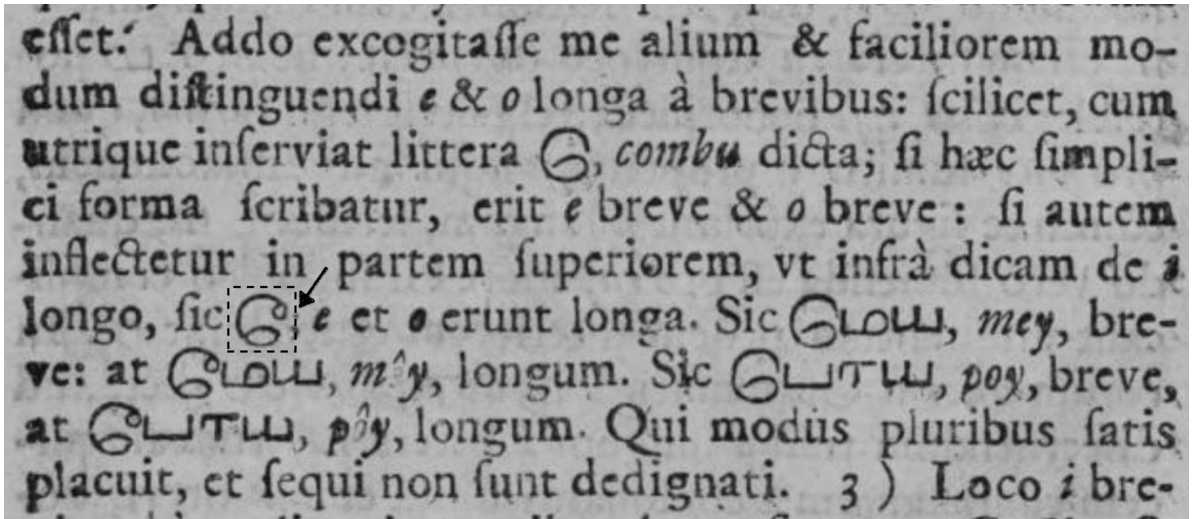 eſſet. Addo excogitaſſe me alium & faciliorem mo-
dum diſtinguendi e & o longa à brevibus: ſcilicet, cum
utrique inſerviat littera ெ, combu dicta; ſi hæc ſimpli-
ci forma ſcribatur, erit e breve & o breve: ſi autem
inflectetur in partem ſuperiorem, vt infrà dicam de i
longo, ſic ே, e et o erunt longa. Sic மெய, mey, bre-
ve: at மேய, mêy, longum. Sic பொய, poy, breve,
at போய, pôy, longum. Qui modus pluribus ſatis
placuit, et ſequi non ſunt dedignati. 3) Loco i bre-